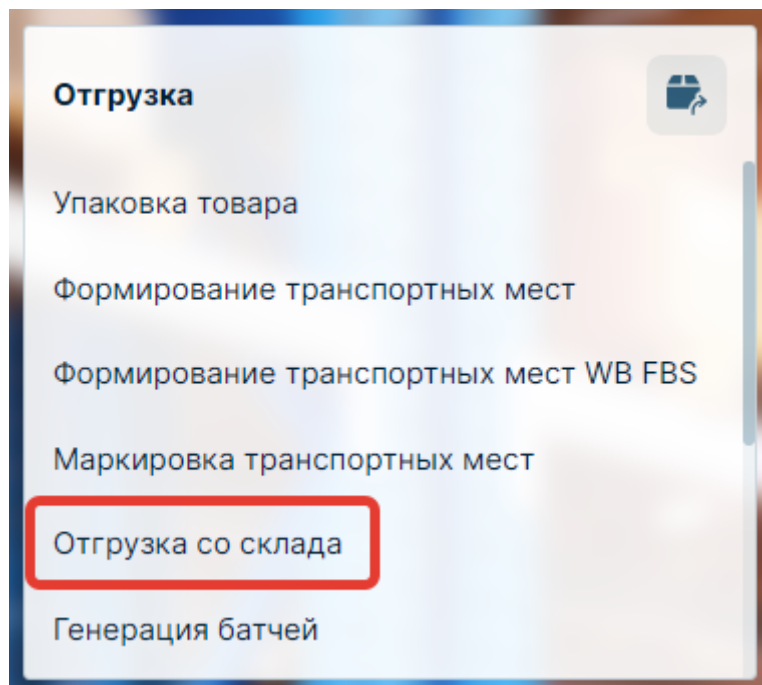 Отгрузка
Упаковка товара
Формирование транспортных мест
Формирование транспортных мест WB FBS
Маркировка транспортных мест
Отгрузка со склада
Генерация батчей